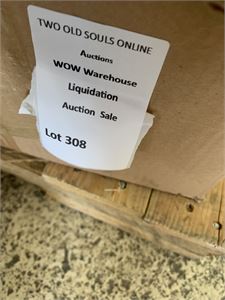 TWO OLD SOULS ONLINE
Auctions
WOW Warehouse
Liquidation
Auction Sale
Lot 308